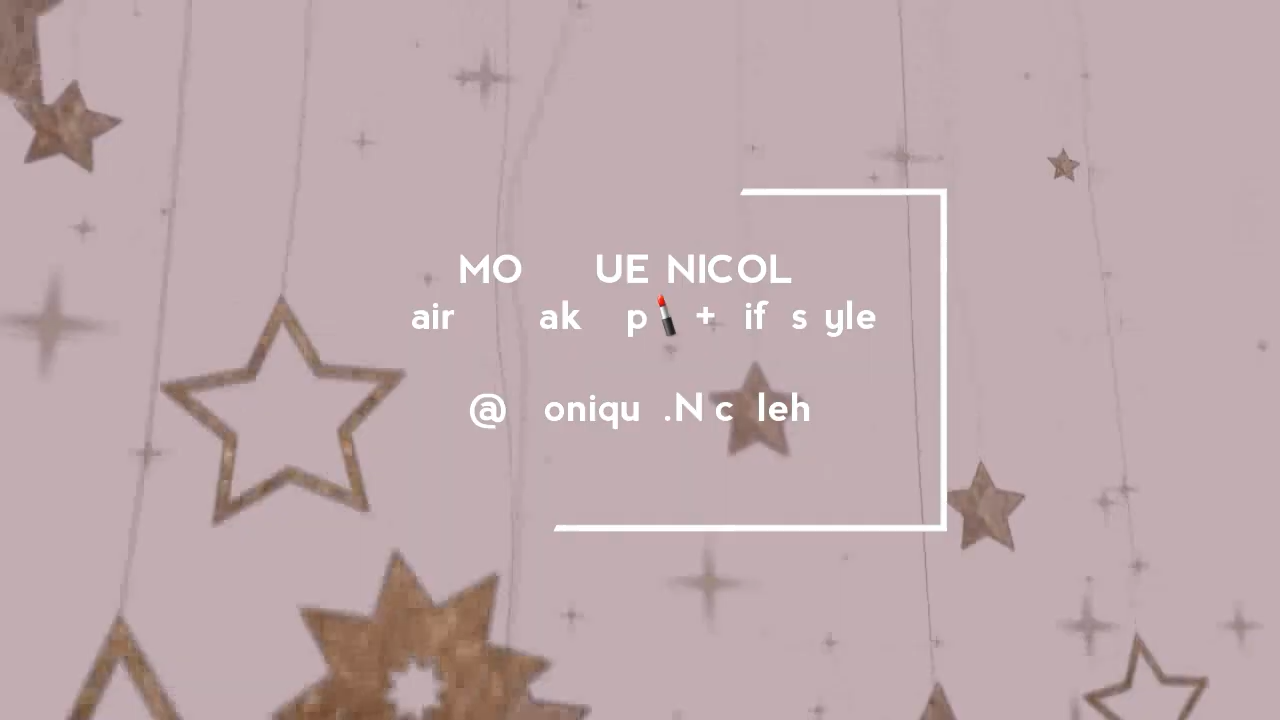 MO UE NICOL
air ak p💄 + if s yle
@ oniqu .N c leh